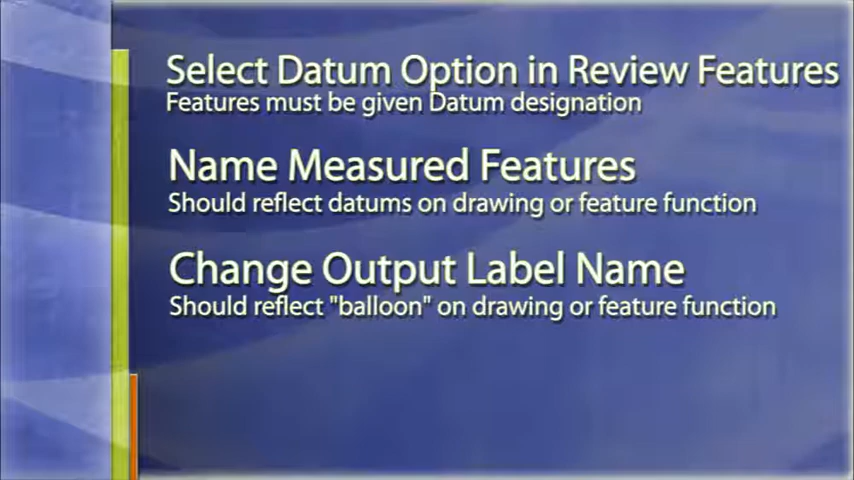 Select Datum Option in Review Features
Features must be given Datum designation
Name Measured Features
Should reflect datums on drawing or feature function
Change Output Label Name
Should reflect "balloon" on drawing or feature function